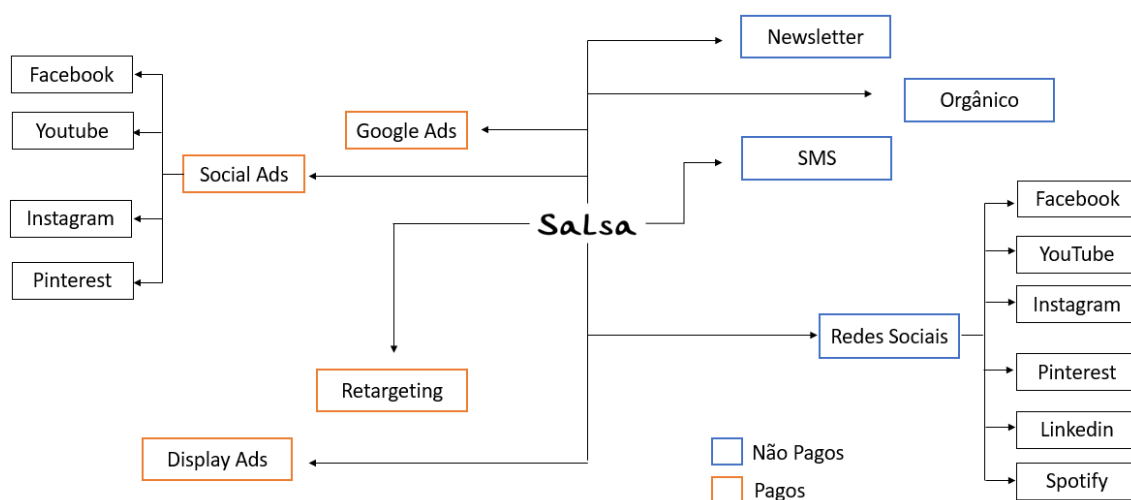 Newsletter
Facebook
Orgânico
Youtube
Google Ads
SMS
Social Ads
Facebook
Instagram
Salsa
YouTube
Pinterest
Instagram
Redes Sociais
Pinterest
Retargeting
Linkedin
Display Ads
Não Pagos
Spotify
Pagos